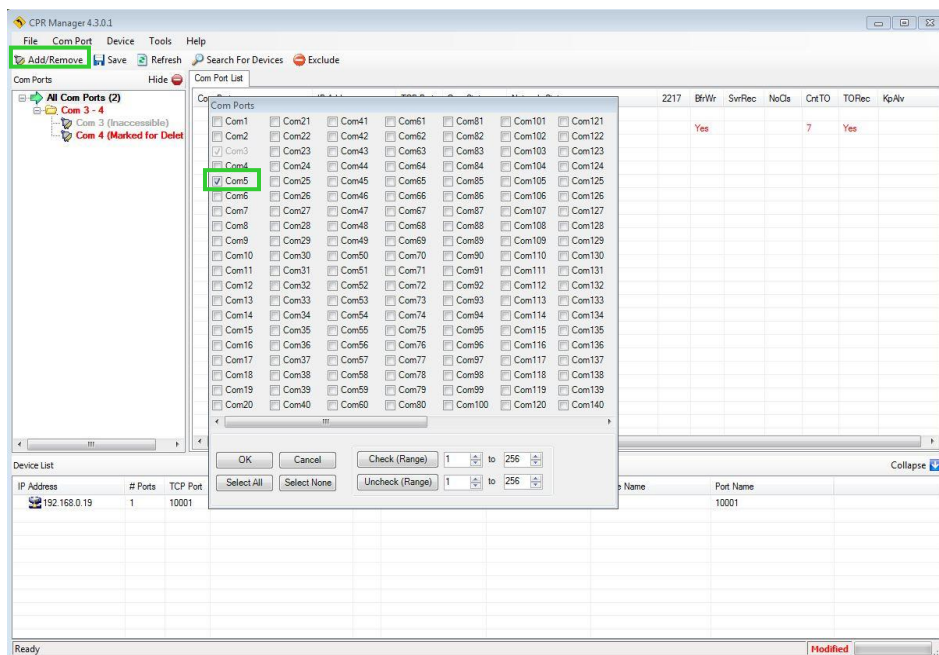 CPR Manager 4.3.0.1
File Com Port Device Tools Help
Add/Remove Save Refresh Search For Devices Exclude
Com Ports Hide Com Port List
All Com Ports (2)
Com 3 - 4
Com 3 (Inaccessible)
Com 4 (Marked for Delet
2217 BfrWr SvrRec NoCls CntTO TORec KpAlv
Yes 7 Yes
Com Ports
Com1 Com21 Com41 Com61 Com81 Com101 Com121
Com2 Com22 Com42 Com62 Com82 Com102 Com122
Com3 Com23 Com43 Com63 Com83 Com103 Com123
Com4 Com24 Com44 Com64 Com84 Com104 Com124
Com5 Com25 Com45 Com65 Com85 Com105 Com125
Com6 Com26 Com46 Com66 Com86 Com106 Com126
Com7 Com27 Com47 Com67 Com87 Com107 Com127
Com8 Com28 Com48 Com68 Com88 Com108 Com128
Com9 Com29 Com49 Com69 Com89 Com109 Com129
Com10 Com30 Com50 Com70 Com90 Com110 Com130
Com11 Com31 Com51 Com71 Com91 Com111 Com131
Com12 Com32 Com52 Com72 Com92 Com112 Com132
Com13 Com33 Com53 Com73 Com93 Com113 Com133
Com14 Com34 Com54 Com74 Com94 Com114 Com134
Com15 Com35 Com55 Com75 Com95 Com115 Com135
Com16 Com36 Com56 Com76 Com96 Com116 Com136
Com17 Com37 Com57 Com77 Com97 Com117 Com137
Com18 Com38 Com58 Com78 Com98 Com118 Com138
Com19 Com39 Com59 Com79 Com99 Com119 Com139
Com20 Com40 Com60 Com80 Com100 Com120 Com140
OK Cancel Check (Range) 1 to 256
Select All Select None Uncheck (Range) 1 to 256
Device List Collapse
IP Address # Ports TCP Port Name Port Name
192.168.0.19 1 10001 10001
Ready Modified